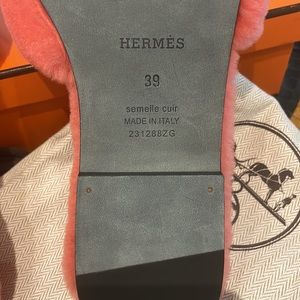 HERMÈS
39
semelle cuir
MADE IN ITALY
231288ZG